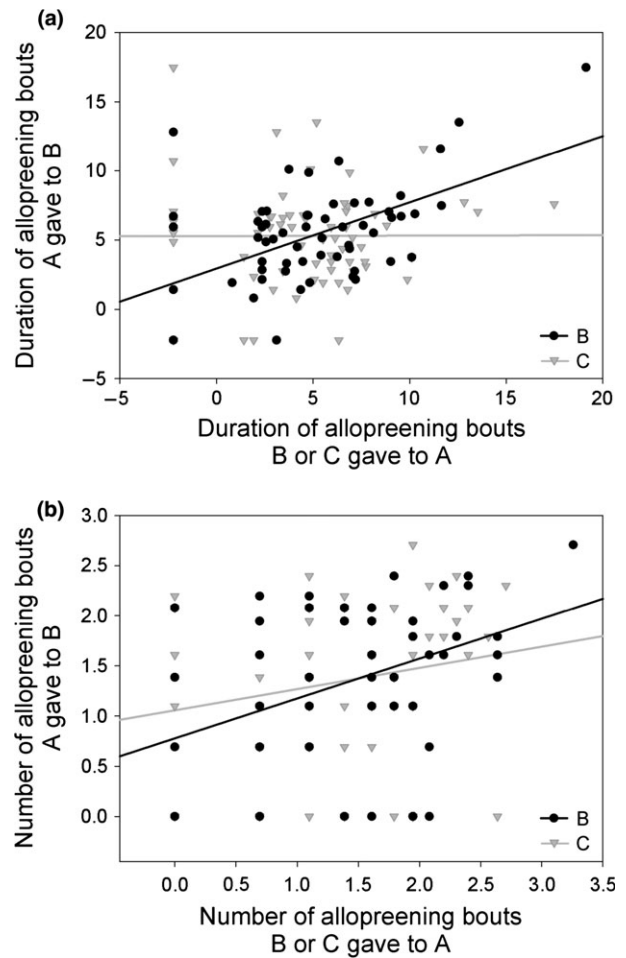 (a)
20
15
10
5
0
−5
Duration of allopreening bouts
A gave to B
B
C
−5
0
5
10
15
20
Duration of allopreening bouts
B or C gave to A
(b)
3.0
2.5
2.0
1.5
1.0
0.5
0.0
Number of allopreening bouts
A gave to B
B
C
0.0
0.5
1.0
1.5
2.0
2.5
3.0
3.5
Number of allopreening bouts
B or C gave to A